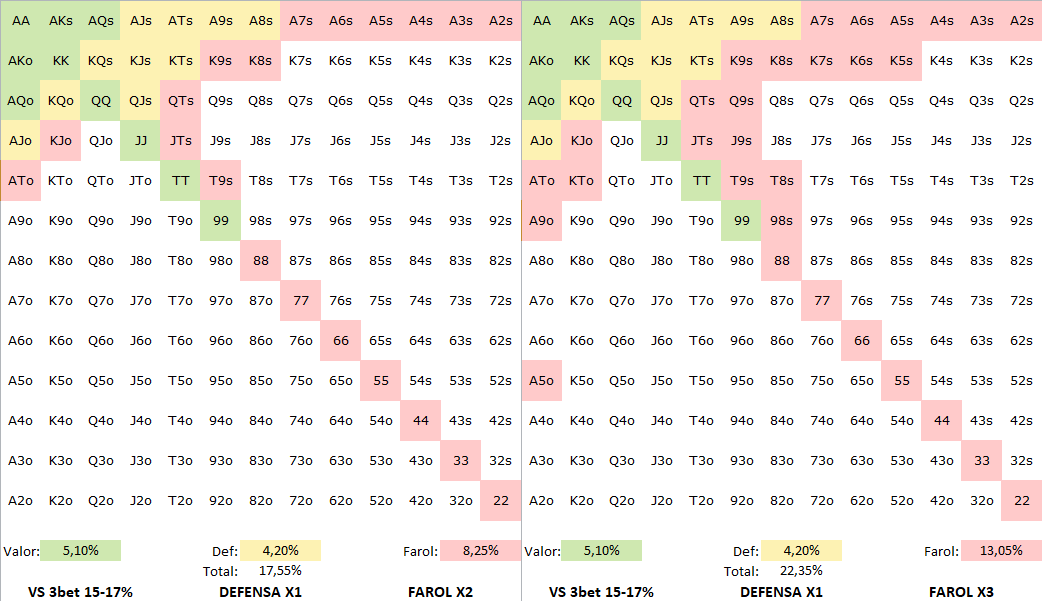 AA AKs AQs AJs ATs A9s A8s A7s A6s A5s A4s A3s A2s AA AKs AQs AJs ATs A9s A8s A7s A6s A5s A4s A3s A2s
AKo KK KQs KJs KTs K9s K8s K7s K6s K5s K4s K3s K2s AKo KK KQs KJs KTs K9s K8s K7s K6s K5s K4s K3s K2s
AQo KQo QQ QJs QTs Q9s Q8s Q7s Q6s Q5s Q4s Q3s Q2s AQo KQo QQ QJs QTs Q9s Q8s Q7s Q6s Q5s Q4s Q3s Q2s
AJo KJo QJo JJ JTs J9s J8s J7s J6s J5s J4s J3s J2s AJo KJo QJo JJ JTs J9s J8s J7s J6s J5s J4s J3s J2s
ATo KTo QTo JTo TT T9s T8s T7s T6s T5s T4s T3s T2s ATo KTo QTo JTo TT T9s T8s T7s T6s T5s T4s T3s T2s
A9o K9o Q9o J9o T9o 99 98s 97s 96s 95s 94s 93s 92s A9o K9o Q9o J9o T9o 99 98s 97s 96s 95s 94s 93s 92s
A8o K8o Q8o J8o T8o 98o 88 87s 86s 85s 84s 83s 82s A8o K8o Q8o J8o T8o 98o 88 87s 86s 85s 84s 83s 82s
A7o K7o Q7o J7o T7o 97o 87o 77 76s 75s 74s 73s 72s A7o K7o Q7o J7o T7o 97o 87o 77 76s 75s 74s 73s 72s
A6o K6o Q6o J6o T6o 96o 86o 76o 66 65s 64s 63s 62s A6o K6o Q6o J6o T6o 96o 86o 76o 66 65s 64s 63s 62s
A5o K5o Q5o J5o T5o 95o 85o 75o 65o 55 54s 53s 52s A5o K5o Q5o J5o T5o 95o 85o 75o 65o 55 54s 53s 52s
A4o K4o Q4o J4o T4o 94o 84o 74o 64o 54o 44 43s 42s A4o K4o Q4o J4o T4o 94o 84o 74o 64o 54o 44 43s 42s
A3o K3o Q3o J3o T3o 93o 83o 73o 63o 53o 43o 33 32s A3o K3o Q3o J3o T3o 93o 83o 73o 63o 53o 43o 33 32s
A2o K2o Q2o J2o T2o 92o 82o 72o 62o 52o 42o 32o 22 A2o K2o Q2o J2o T2o 92o 82o 72o 62o 52o 42o 32o 22
Valor: 5,10% Def: 4,20% Farol: 8,25% Valor: 5,10% Def: 4,20% Farol: 13,05%
Total: 17,55% Total: 22,35%
VS 3bet 15-17% DEFENSA X1 FAROL X2 VS 3bet 15-17% DEFENSA X1 FAROL X3